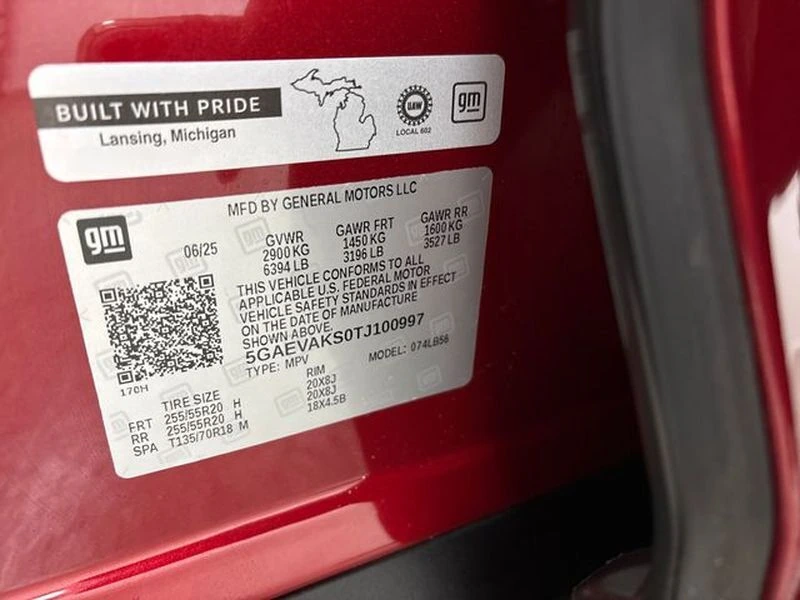 BUILT WITH PRIDE
Lansing, Michigan
UAW
LOCAL 602
gm
MFD BY GENERAL MOTORS LLC
gm
06/25
GVWR GAWR FRT GAWR RR
2900 KG 1450 KG 1600 KG
6394 LB 3196 LB 3527 LB
THIS VEHICLE CONFORMS TO ALL
APPLICABLE U.S. FEDERAL MOTOR
VEHICLE SAFETY STANDARDS IN EFFECT
ON THE DATE OF MANUFACTURE
SHOWN ABOVE.
5GAEVAKS0TJ100997
TYPE: MPV MODEL: 074LB56
170H
TIRE SIZE RIM
FRT 255/55R20 H 20X8J
RR 255/55R20 H 20X8J
SPA T135/70R18 M 18X4.5B